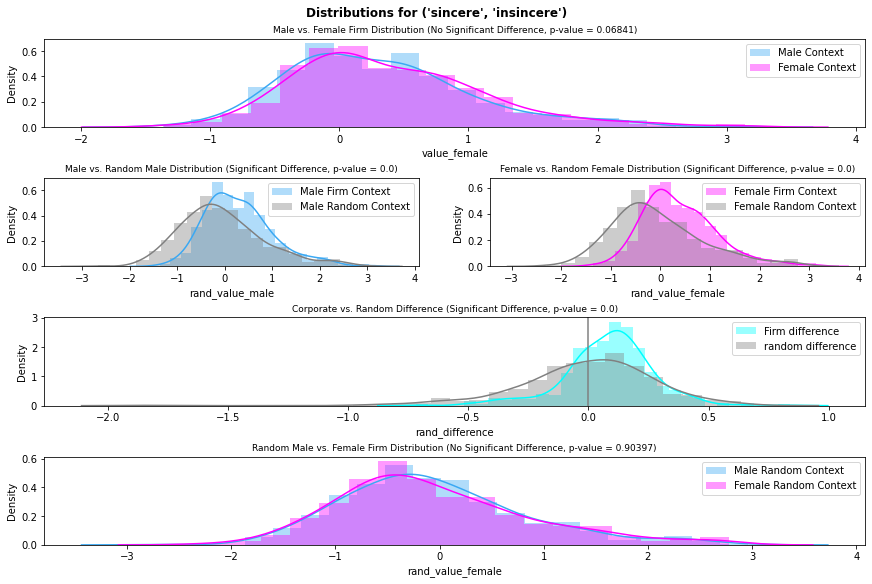 Distributions for ('sincere', 'insincere')
Male vs. Female Firm Distribution (No Significant Difference, p-value = 0.06841)
Density
0.6
0.4
0.2
0.0
Male Context
Female Context
−2 −1 0 1 2 3 4
value_female
Male vs. Random Male Distribution (Significant Difference, p-value = 0.0)
Density
0.6
0.4
0.2
0.0
Male Firm Context
Male Random Context
−3 −2 −1 0 1 2 3 4
rand_value_male
Female vs. Random Female Distribution (Significant Difference, p-value = 0.0)
Density
0.6
0.4
0.2
0.0
Female Firm Context
Female Random Context
−3 −2 −1 0 1 2 3 4
rand_value_female
Corporate vs. Random Difference (Significant Difference, p-value = 0.0)
Density
3
2
1
0
Firm difference
random difference
−2.0 −1.5 −1.0 −0.5 0.0 0.5 1.0
rand_difference
Random Male vs. Female Firm Distribution (No Significant Difference, p-value = 0.90397)
Density
0.6
0.4
0.2
0.0
Male Random Context
Female Random Context
−3 −2 −1 0 1 2 3 4
rand_value_female